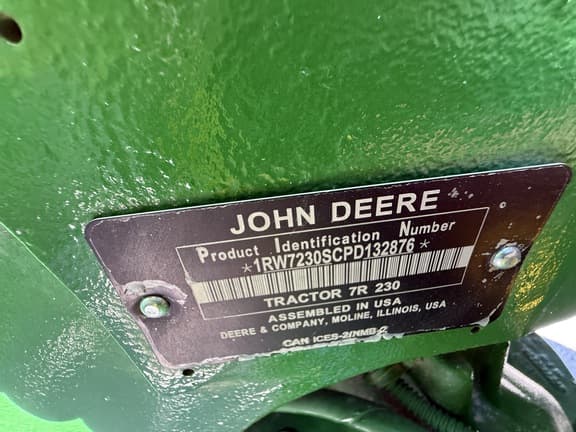 JOHN DEERE
Product Identification Number
*1RW7230SCPD132876*
TRACTOR 7R 230
ASSEMBLED IN USA
DEERE & COMPANY, MOLINE, ILLINOIS, USA
CAN ICES-2/NMB-2